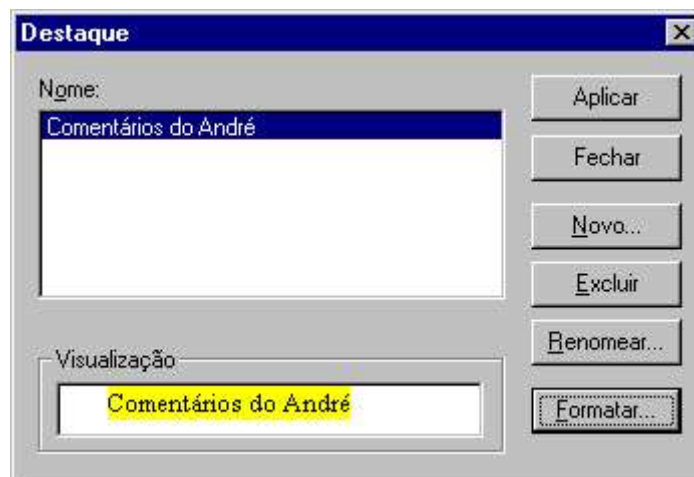 Destaque
Nome:
Comentários do André
Aplicar
Fechar
Novo...
Excluir
Renomear...
Visualização
Comentários do André
Formatar...